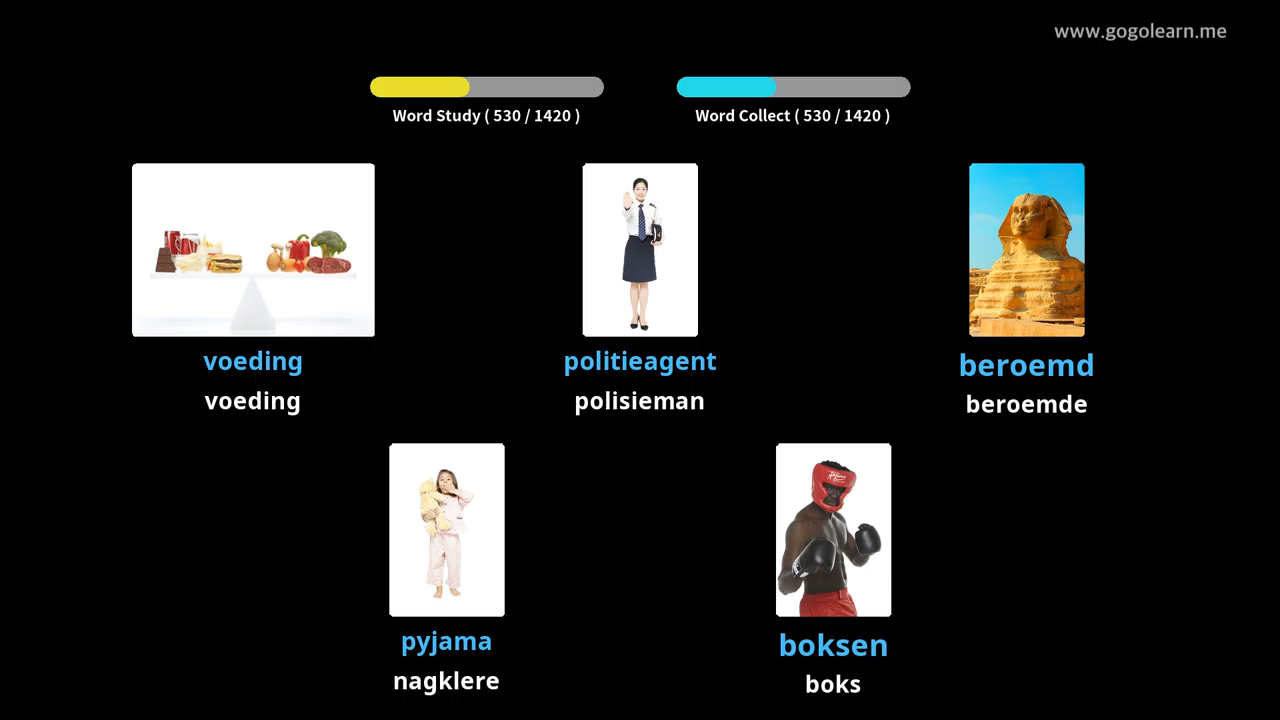 www.gogolearn.me
Word Study ( 530 / 1420 )
Word Collect ( 530 / 1420 )
voeding
voeding
politieagent
polisieman
beroemd
beroemde
pyjama
nagklere
boksen
boks